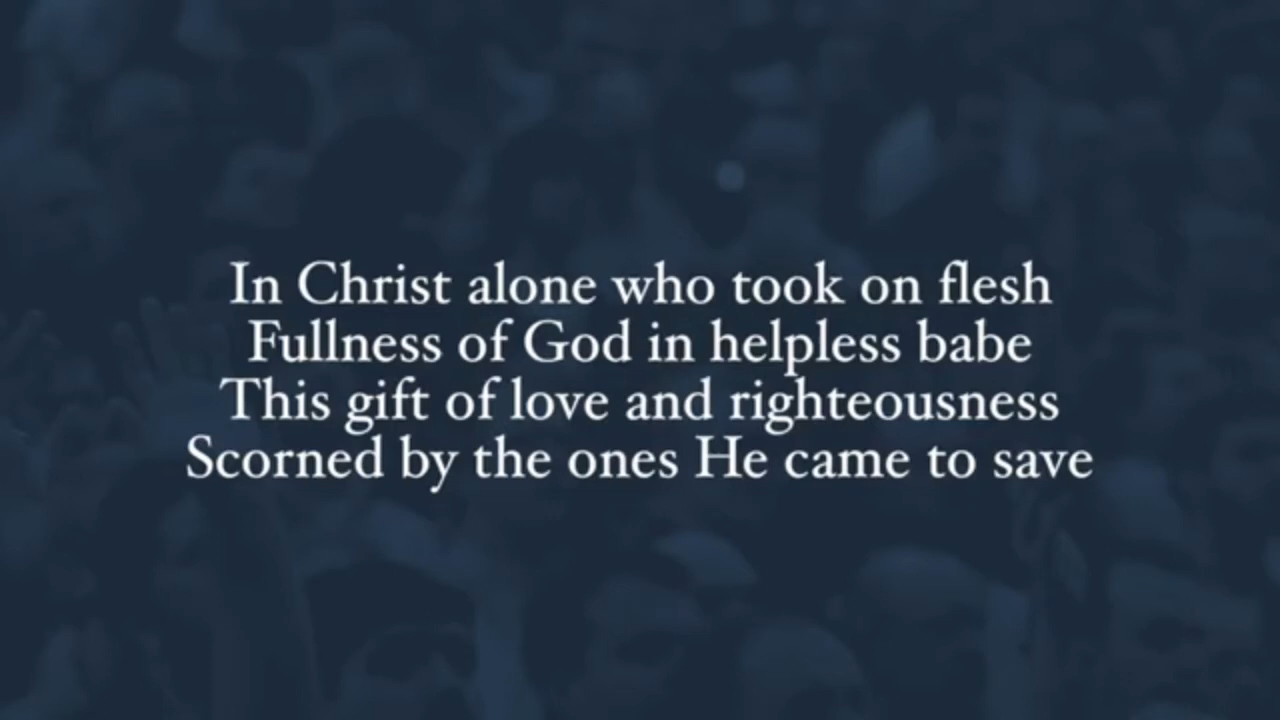 In Christ alone who took on flesh
Fullness of God in helpless babe
This gift of love and righteousness
Scorned by the ones He came to save